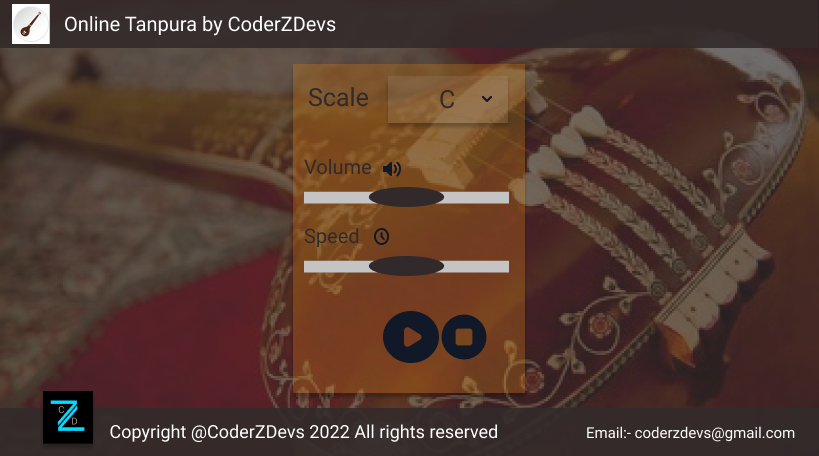 Online Tanpura by CoderZDevs
Scale C
Volume
Speed
C
Z
D
Copyright @CoderZDevs 2022 All rights reserved
Email:- coderzdevs@gmail.com